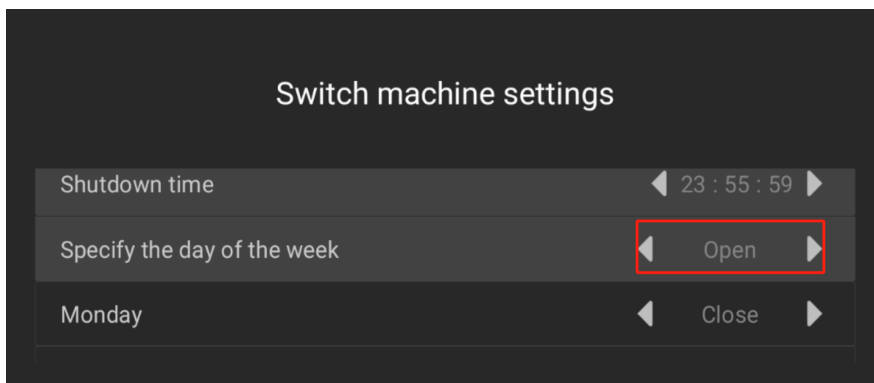 Switch machine settings
Shutdown time 23 : 55 : 59
Specify the day of the week Open
Monday Close